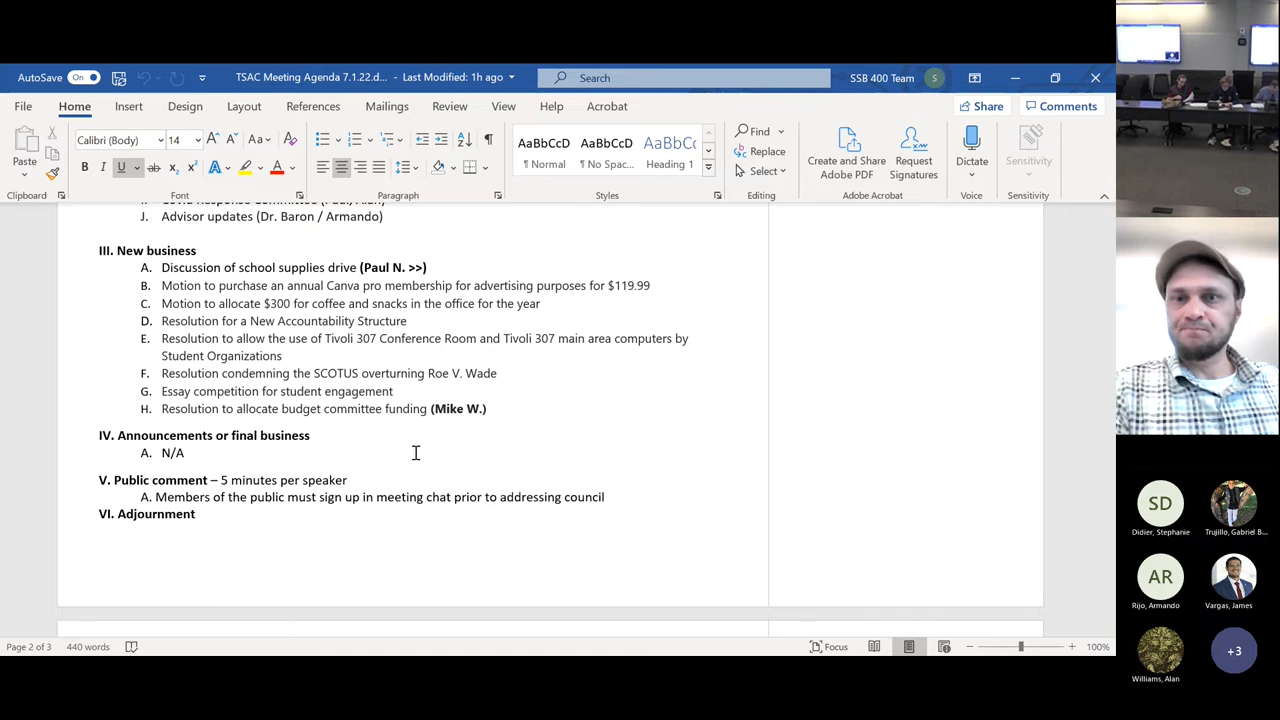 AutoSave On TSAC Meeting Agenda 7.1.22.d... - Last Modified: 1h ago Search SSB 400 Team S
File Home Insert Design Layout References Mailings Review View Help Acrobat Share Comments
Calibri (Body) 14 A A Aa A AaBbCcD AaBbCcD AaBbCc Find
Replace
Select
Paste B I U ab x₂ x² A A Normal No Spac... Heading 1 Create and Share Adobe PDF Request Signatures Dictate Sensitivity
Clipboard Font Paragraph Styles Editing Adobe Acrobat Voice Sensitivity
J. Advisor updates (Dr. Baron / Armando)
III. New business
A. Discussion of school supplies drive (Paul N. >>)
B. Motion to purchase an annual Canva pro membership for advertising purposes for $119.99
C. Motion to allocate $300 for coffee and snacks in the office for the year
D. Resolution for a New Accountability Structure
E. Resolution to allow the use of Tivoli 307 Conference Room and Tivoli 307 main area computers by
Student Organizations
F. Resolution condemning the SCOTUS overturning Roe V. Wade
G. Essay competition for student engagement
H. Resolution to allocate budget committee funding (Mike W.)
IV. Announcements or final business
A. N/A
V. Public comment – 5 minutes per speaker
A. Members of the public must sign up in meeting chat prior to addressing council
VI. Adjournment
Page 2 of 3 440 words Focus 100%
SD
Didier, Stephanie Trujillo, Gabriel B...
AR
Rijo, Armando Vargas, James
+3
Williams, Alan